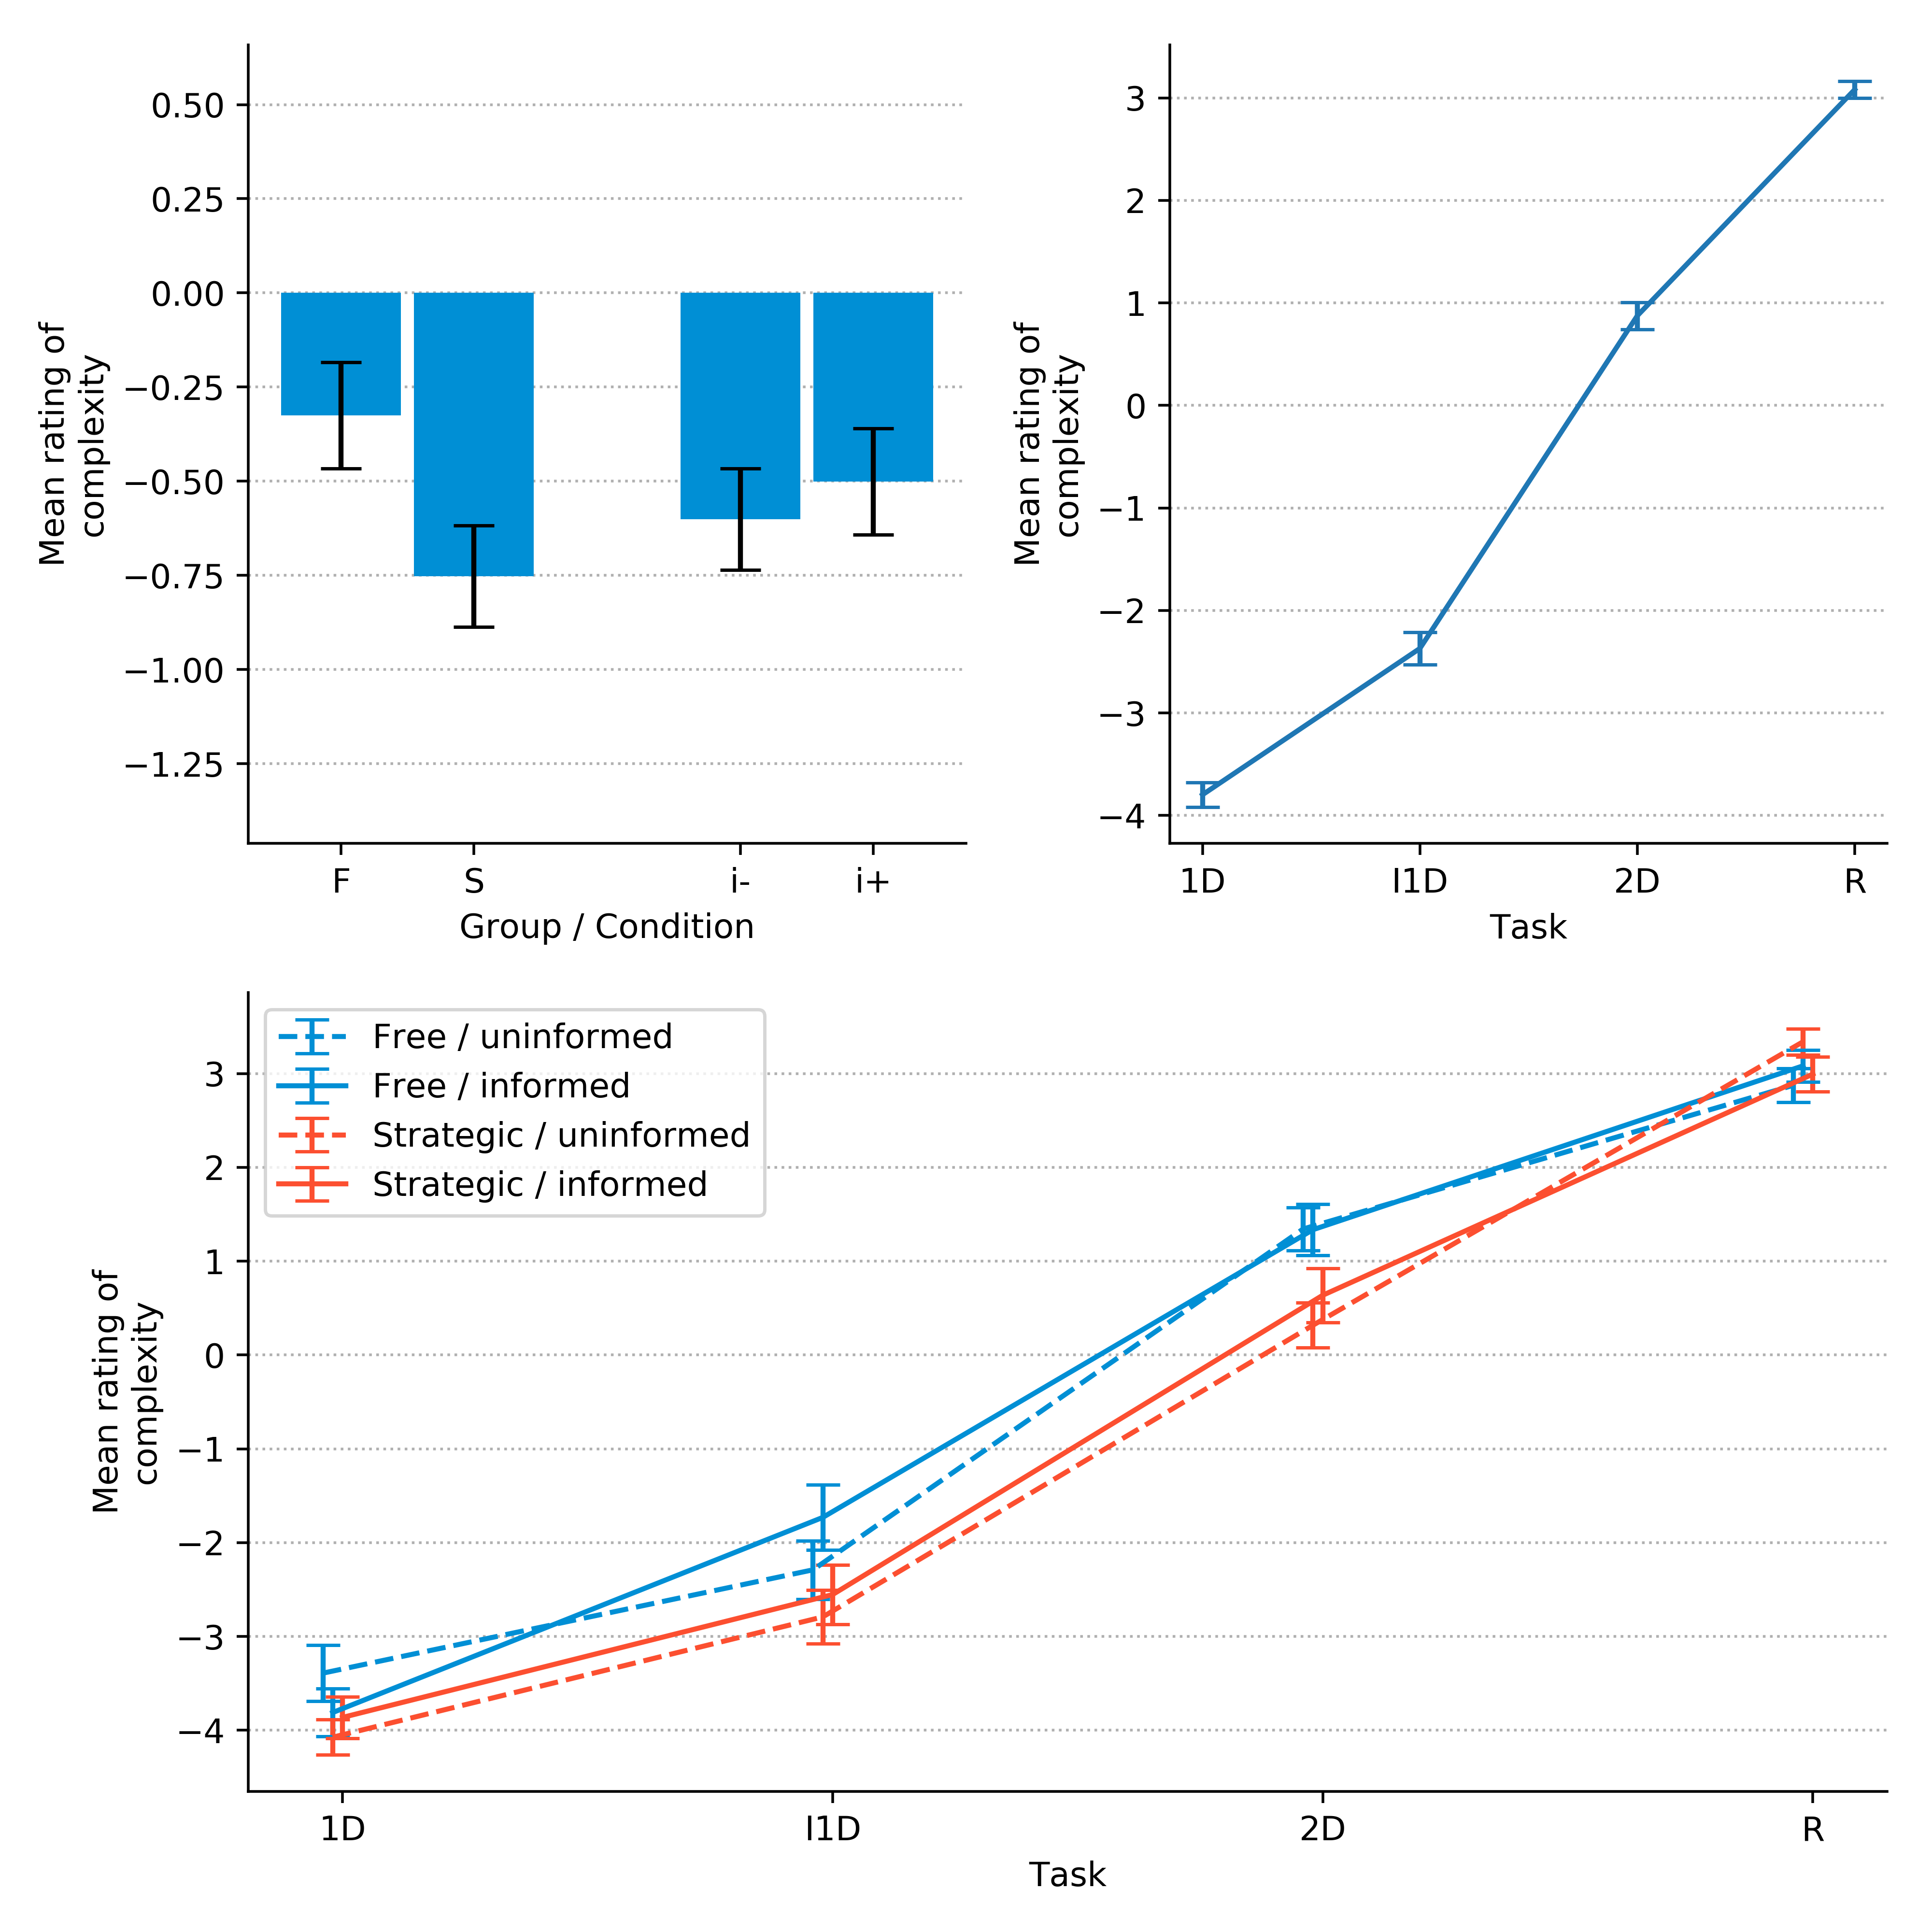 Mean rating of
complexity
0.50
0.25
0.00
−0.25
−0.50
−0.75
−1.00
−1.25
F
S
i-
i+
Group / Condition
Mean rating of
complexity
3
2
1
0
−1
−2
−3
−4
1D
I1D
2D
R
Task
Mean rating of
complexity
3
2
1
0
−1
−2
−3
−4
Free / uninformed
Free / informed
Strategic / uninformed
Strategic / informed
1D
I1D
2D
R
Task